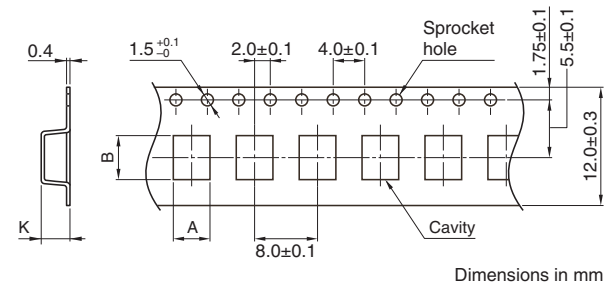 0.4
1.5 +0.1 −0
2.0±0.1
4.0±0.1
Sprocket
hole
1.75±0.1
5.5±0.1
12.0±0.3
B
K
A
8.0±0.1
Cavity
Dimensions in mm